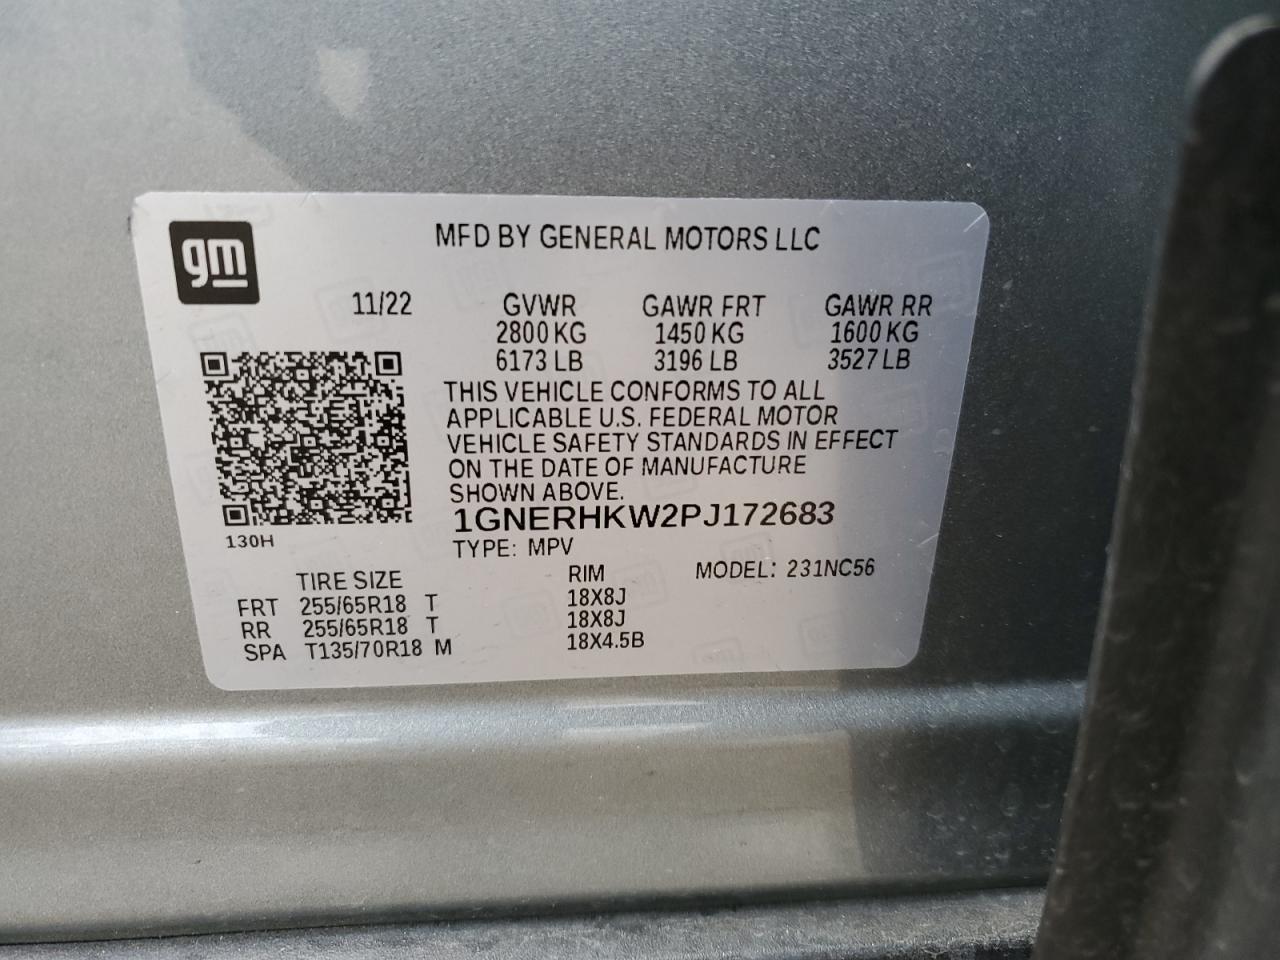 gm
MFD BY GENERAL MOTORS LLC
11/22 GVWR GAWR FRT GAWR RR
2800 KG 1450 KG 1600 KG
6173 LB 3196 LB 3527 LB
THIS VEHICLE CONFORMS TO ALL
APPLICABLE U.S. FEDERAL MOTOR
VEHICLE SAFETY STANDARDS IN EFFECT
ON THE DATE OF MANUFACTURE
SHOWN ABOVE.
1GNERHKW2PJ172683
130H
TYPE: MPV
TIRE SIZE RIM MODEL: 231NC56
FRT 255/65R18 T 18X8J
RR 255/65R18 T 18X8J
SPA T135/70R18 M 18X4.5B